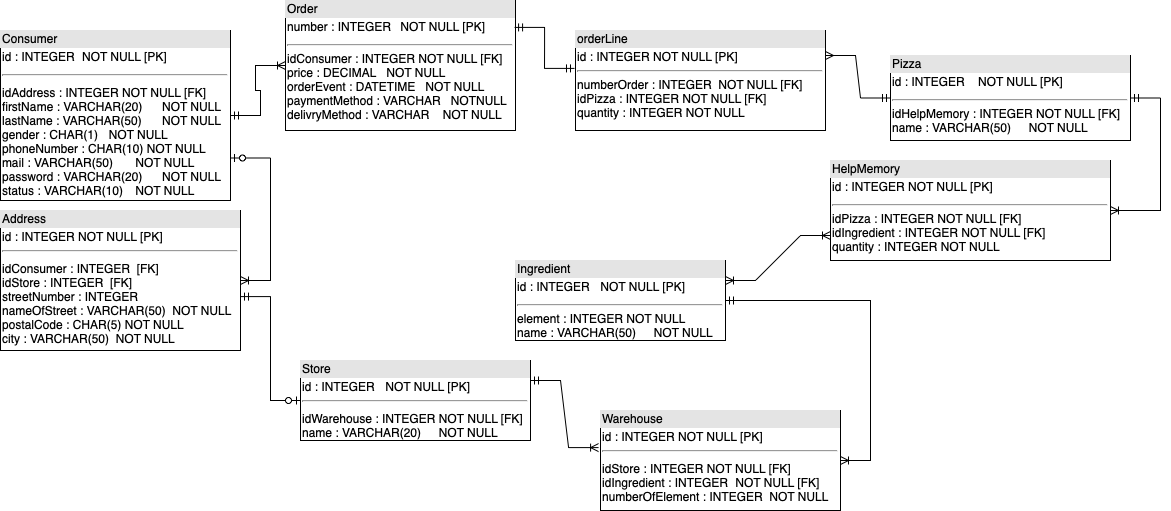 Order
number : INTEGER NOT NULL [PK]
idConsumer : INTEGER NOT NULL [FK]
price : DECIMAL NOT NULL
orderEvent : DATETIME NOT NULL
paymentMethod : VARCHAR NOTNULL
delivryMethod : VARCHAR NOT NULL
Consumer
id : INTEGER NOT NULL [PK]
idAddress : INTEGER NOT NULL [FK]
firstName : VARCHAR(20) NOT NULL
lastName : VARCHAR(50) NOT NULL
gender : CHAR(1) NOT NULL
phoneNumber : CHAR(10) NOT NULL
mail : VARCHAR(50) NOT NULL
password : VARCHAR(20) NOT NULL
status : VARCHAR(10) NOT NULL
orderLine
id : INTEGER NOT NULL [PK]
numberOrder : INTEGER NOT NULL [FK]
idPizza : INTEGER NOT NULL [FK]
quantity : INTEGER NOT NULL
Pizza
id : INTEGER NOT NULL [PK]
idHelpMemory : INTEGER NOT NULL [FK]
name : VARCHAR(50) NOT NULL
HelpMemory
id : INTEGER NOT NULL [PK]
idPizza : INTEGER NOT NULL [FK]
idIngredient : INTEGER NOT NULL [FK]
quantity : INTEGER NOT NULL
Address
id : INTEGER NOT NULL [PK]
idConsumer : INTEGER [FK]
idStore : INTEGER [FK]
streetNumber : INTEGER
nameOfStreet : VARCHAR(50) NOT NULL
postalCode : CHAR(5) NOT NULL
city : VARCHAR(50) NOT NULL
Ingredient
id : INTEGER NOT NULL [PK]
element : INTEGER NOT NULL
name : VARCHAR(50) NOT NULL
Store
id : INTEGER NOT NULL [PK]
idWarehouse : INTEGER NOT NULL [FK]
name : VARCHAR(20) NOT NULL
Warehouse
id : INTEGER NOT NULL [PK]
idStore : INTEGER NOT NULL [FK]
idIngredient : INTEGER NOT NULL [FK]
numberOfElement : INTEGER NOT NULL